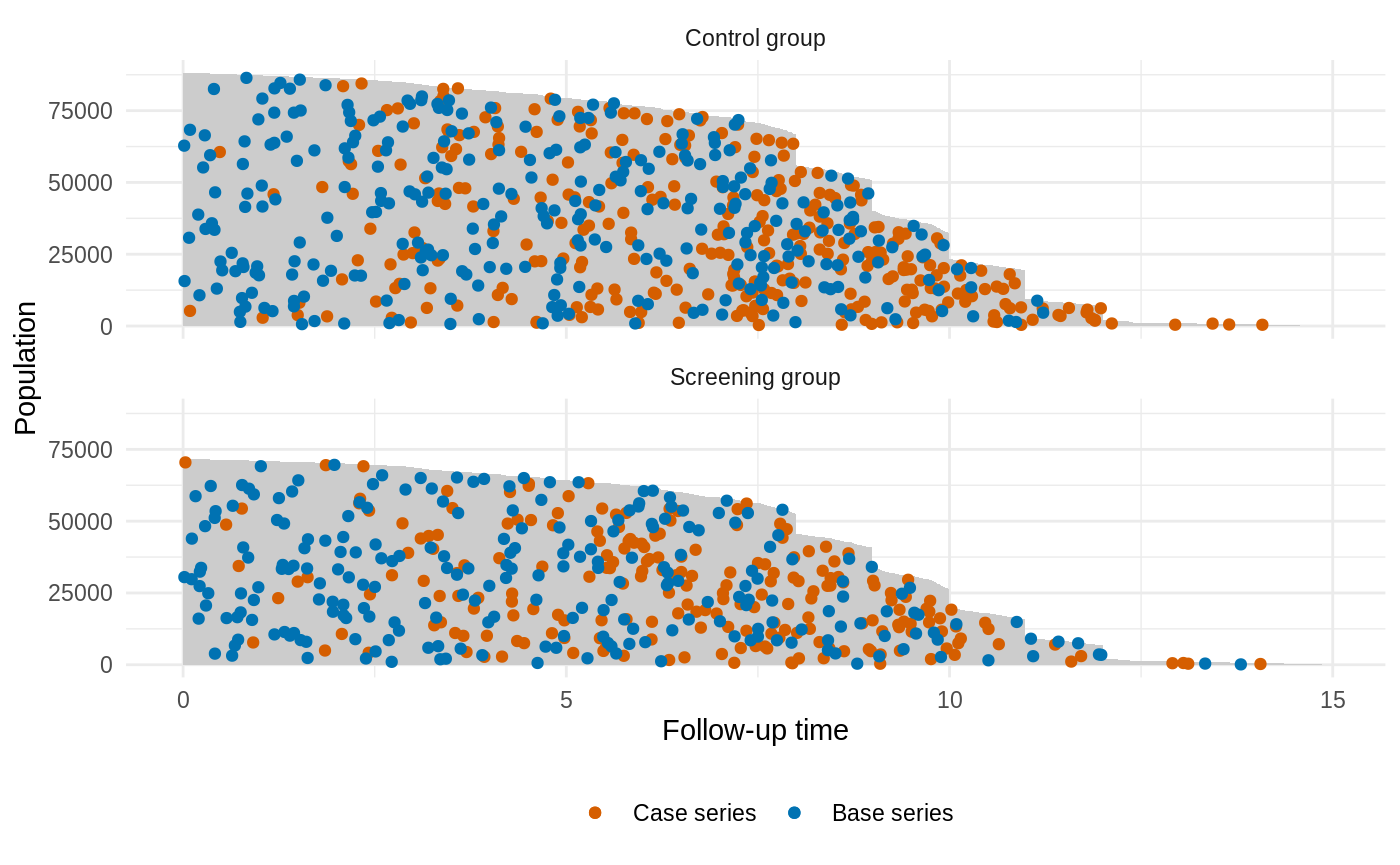 Control group
75000
50000
25000
0
Population
Screening group
75000
50000
25000
0
0 5 10 15
Follow-up time
Case series Base series